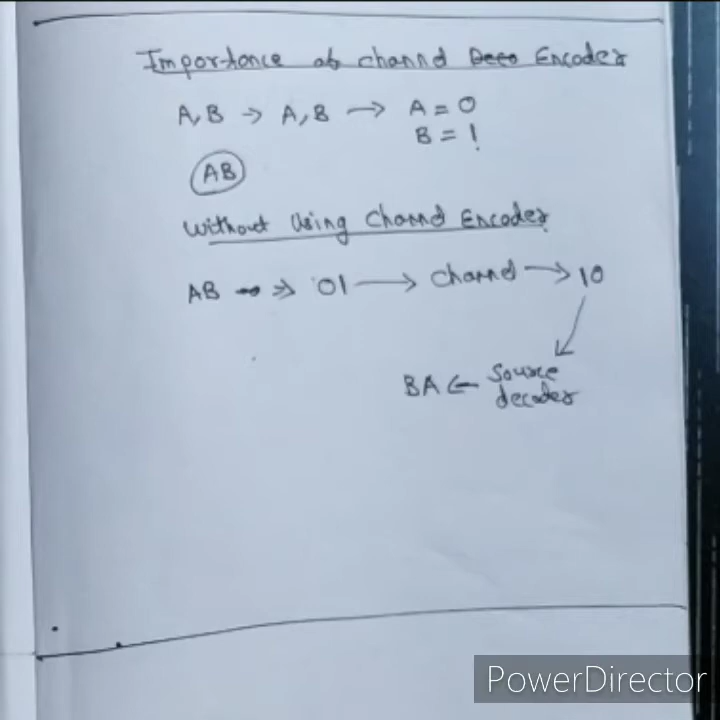 Importance of channel Encoder
A, B → A, B → A = 0
B = 1
AB
Without Using Channel Encoder
AB → 01 → channel → 10
BA ← Source
decoder
PowerDirector